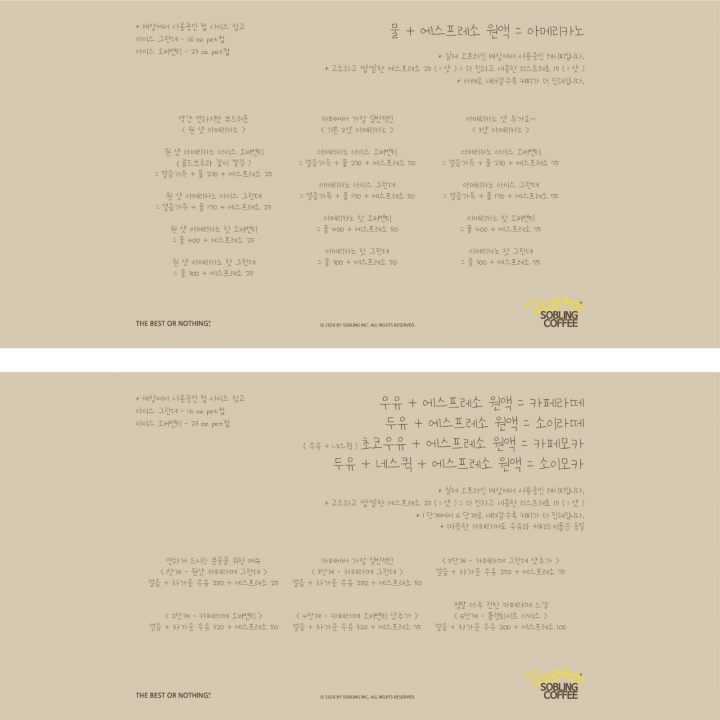 * 매장에서 사용중인 컵 사이즈 참고
아이스 그란데 - 16 oz pet컵
아이스 오버벤티 - 23 oz pet컵
물 + 에스프레소 원액 = 아메리카노
* 실제 오프라인 매장에서 사용중인 레시피입니다.
* 고소하고 쌉쌀한 에스프레소 25 ( 1 샷 ) = 더 진하고 새콤한 리스트레또 15 ( 1 샷 )
* 아래로 내려갈수록 커피가 더 진해집니다.
약간 연하지만 부드러운
< 원 샷 아메리카노 >
원 샷 아메리카노 아이스 오버벤티
( 콜드브루와 같이 깔끔 )
= 얼음가득 + 물 230 + 에스프레소 25
원 샷 아메리카노 아이스 그란데
= 얼음가득 + 물 170 + 에스프레소 25
원 샷 아메리카노 핫 오버벤티
= 물 400 + 에스프레소 25
원 샷 아메리카노 핫 그란데
= 물 300 + 에스프레소 25
카페에서 가장 일반적인
< 기본 2샷 아메리카노 >
아메리카노 아이스 오버벤티
= 얼음가득 + 물 230 + 에스프레소 50
아메리카노 아이스 그란데
= 얼음가득 + 물 170 + 에스프레소 50
아메리카노 핫 오버벤티
= 물 400 + 에스프레소 50
아메리카노 핫 그란데
= 물 300 + 에스프레소 50
아메리카노 샷 추가요~
< 3샷 아메리카노 >
아메리카노 아이스 오버벤티
= 얼음가득 + 물 230 + 에스프레소 75
아메리카노 아이스 그란데
= 얼음가득 + 물 170 + 에스프레소 75
아메리카노 핫 오버벤티
= 물 400 + 에스프레소 75
아메리카노 핫 그란데
= 물 300 + 에스프레소 75
THE BEST OR NOTHING.
© 2020 BY SOBLING INC. ALL RIGHTS RESERVED.
Sobling
SOBLING
COFFEE
* 매장에서 사용중인 컵 사이즈 참고
아이스 그란데 - 16 oz pet컵
아이스 오버벤티 - 23 oz pet컵
우유 + 에스프레소 원액 = 카페라떼
두유 + 에스프레소 원액 = 소이라떼
( 우유 + 네스퀵 ) 초코우유 + 에스프레소 원액 = 카페모카
두유 + 네스퀵 + 에스프레소 원액 = 소이모카
* 실제 오프라인 매장에서 사용중인 레시피입니다.
* 고소하고 쌉쌀한 에스프레소 25 ( 1 샷 ) = 더 진하고 새콤한 리스트레또 15 ( 1 샷 )
* 1 단계에서 6 단계로 내려갈수록 커피가 더 진해집니다.
* 따뜻한 카페라떼도 우유와 커피의 비율은 동일
연하게 드시는 분들을 위한 메뉴
< 1단계 - 원샷 카페라떼 그란데 >
얼음 + 차가운 우유 250 + 에스프레소 25
< 2단계 - 카페라떼 오버벤티 >
얼음 + 차가운 우유 320 + 에스프레소 50
카페에서 가장 일반적인
< 3단계 - 카페라떼 그란데 >
얼음 + 차가운 우유 250 + 에스프레소 50
< 4단계 - 카페라떼 오버벤티 샷추가 >
얼음 + 차가운 우유 320 + 에스프레소 75
< 5단계 - 카페라떼 그란데 샷추가 >
얼음 + 차가운 우유 250 + 에스프레소 75
정말 아주 진한 카페라떼 느낌
< 6단계 - 플랫화이트 아이스 >
얼음 + 차가운 우유 200 + 에스프레소 100
THE BEST OR NOTHING.
© 2020 BY SOBLING INC. ALL RIGHTS RESERVED.
Sobling
SOBLING
COFFEE